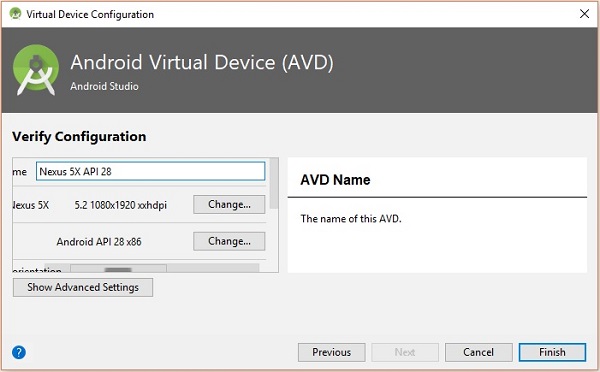 Virtual Device Configuration
Android Virtual Device (AVD)
Android Studio
Verify Configuration
me Nexus 5X API 28
Nexus 5X 5.2 1080x1920 xxhdpi Change...
Android API 28 x86 Change...
orientation
Show Advanced Settings
AVD Name
The name of this AVD.
? Previous Next Cancel Finish